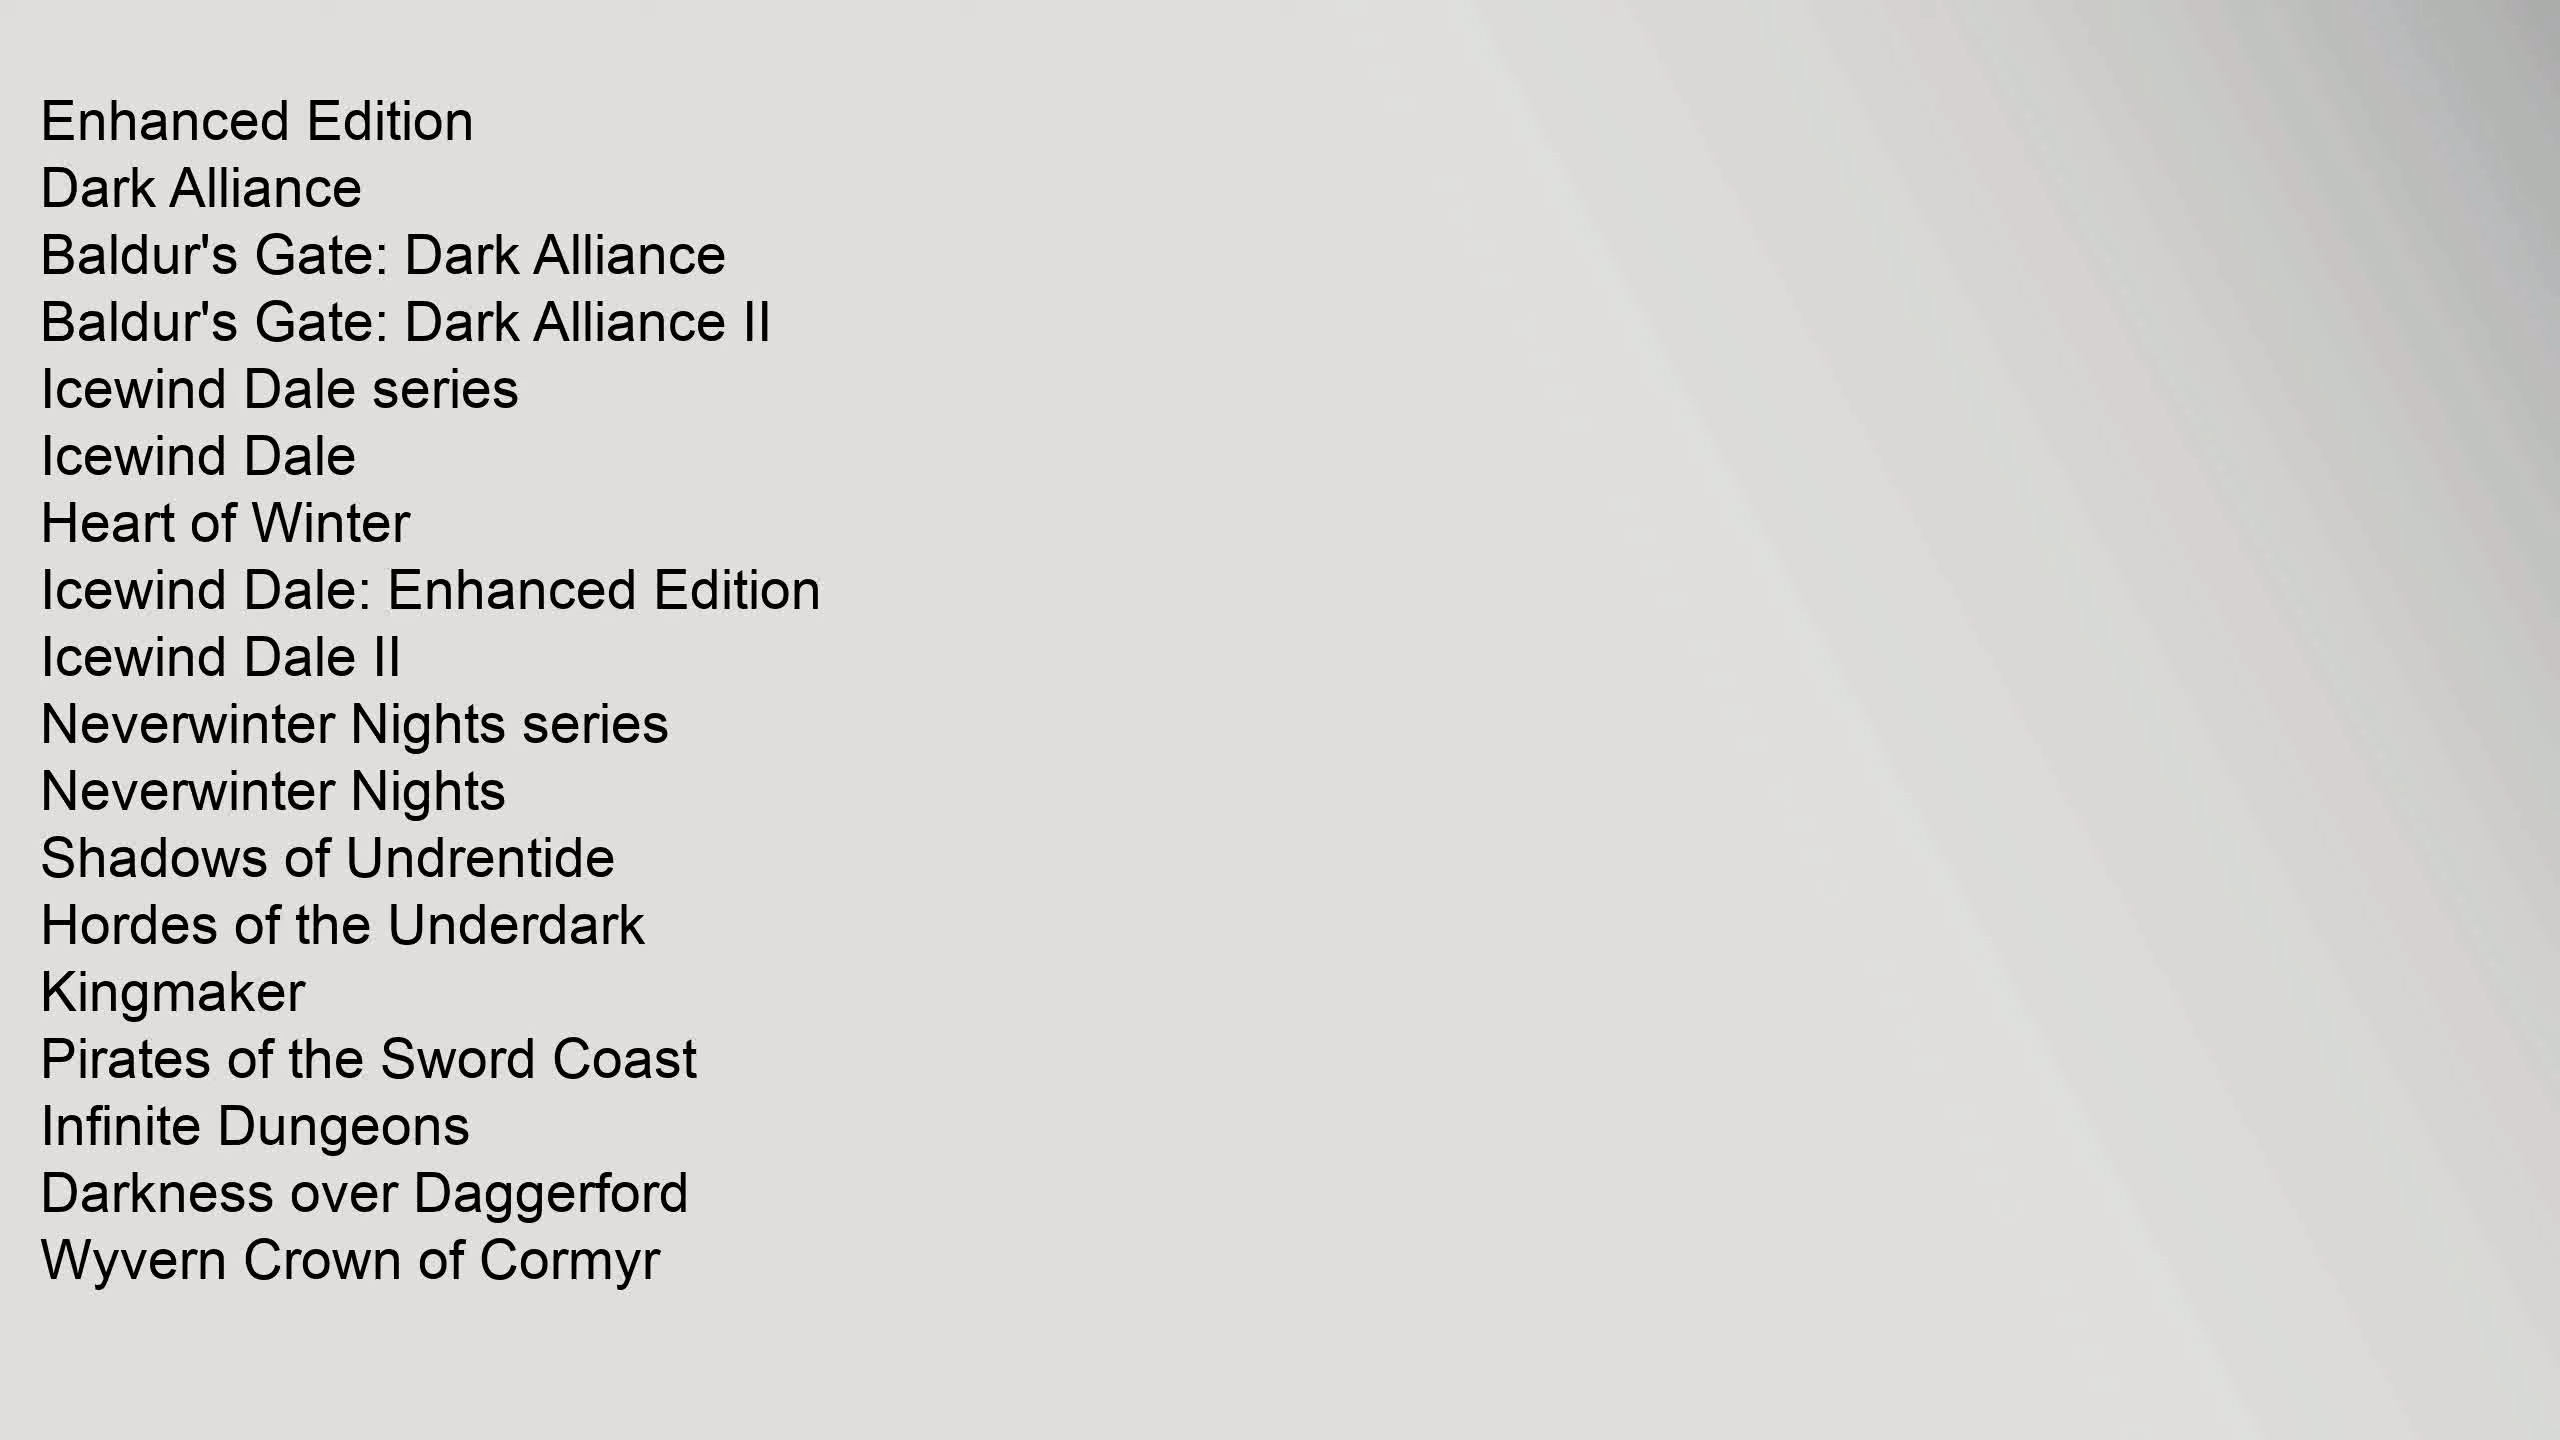 Enhanced Edition
Dark Alliance
Baldur's Gate: Dark Alliance
Baldur's Gate: Dark Alliance II
Icewind Dale series
Icewind Dale
Heart of Winter
Icewind Dale: Enhanced Edition
Icewind Dale II
Neverwinter Nights series
Neverwinter Nights
Shadows of Undrentide
Hordes of the Underdark
Kingmaker
Pirates of the Sword Coast
Infinite Dungeons
Darkness over Daggerford
Wyvern Crown of Cormyr